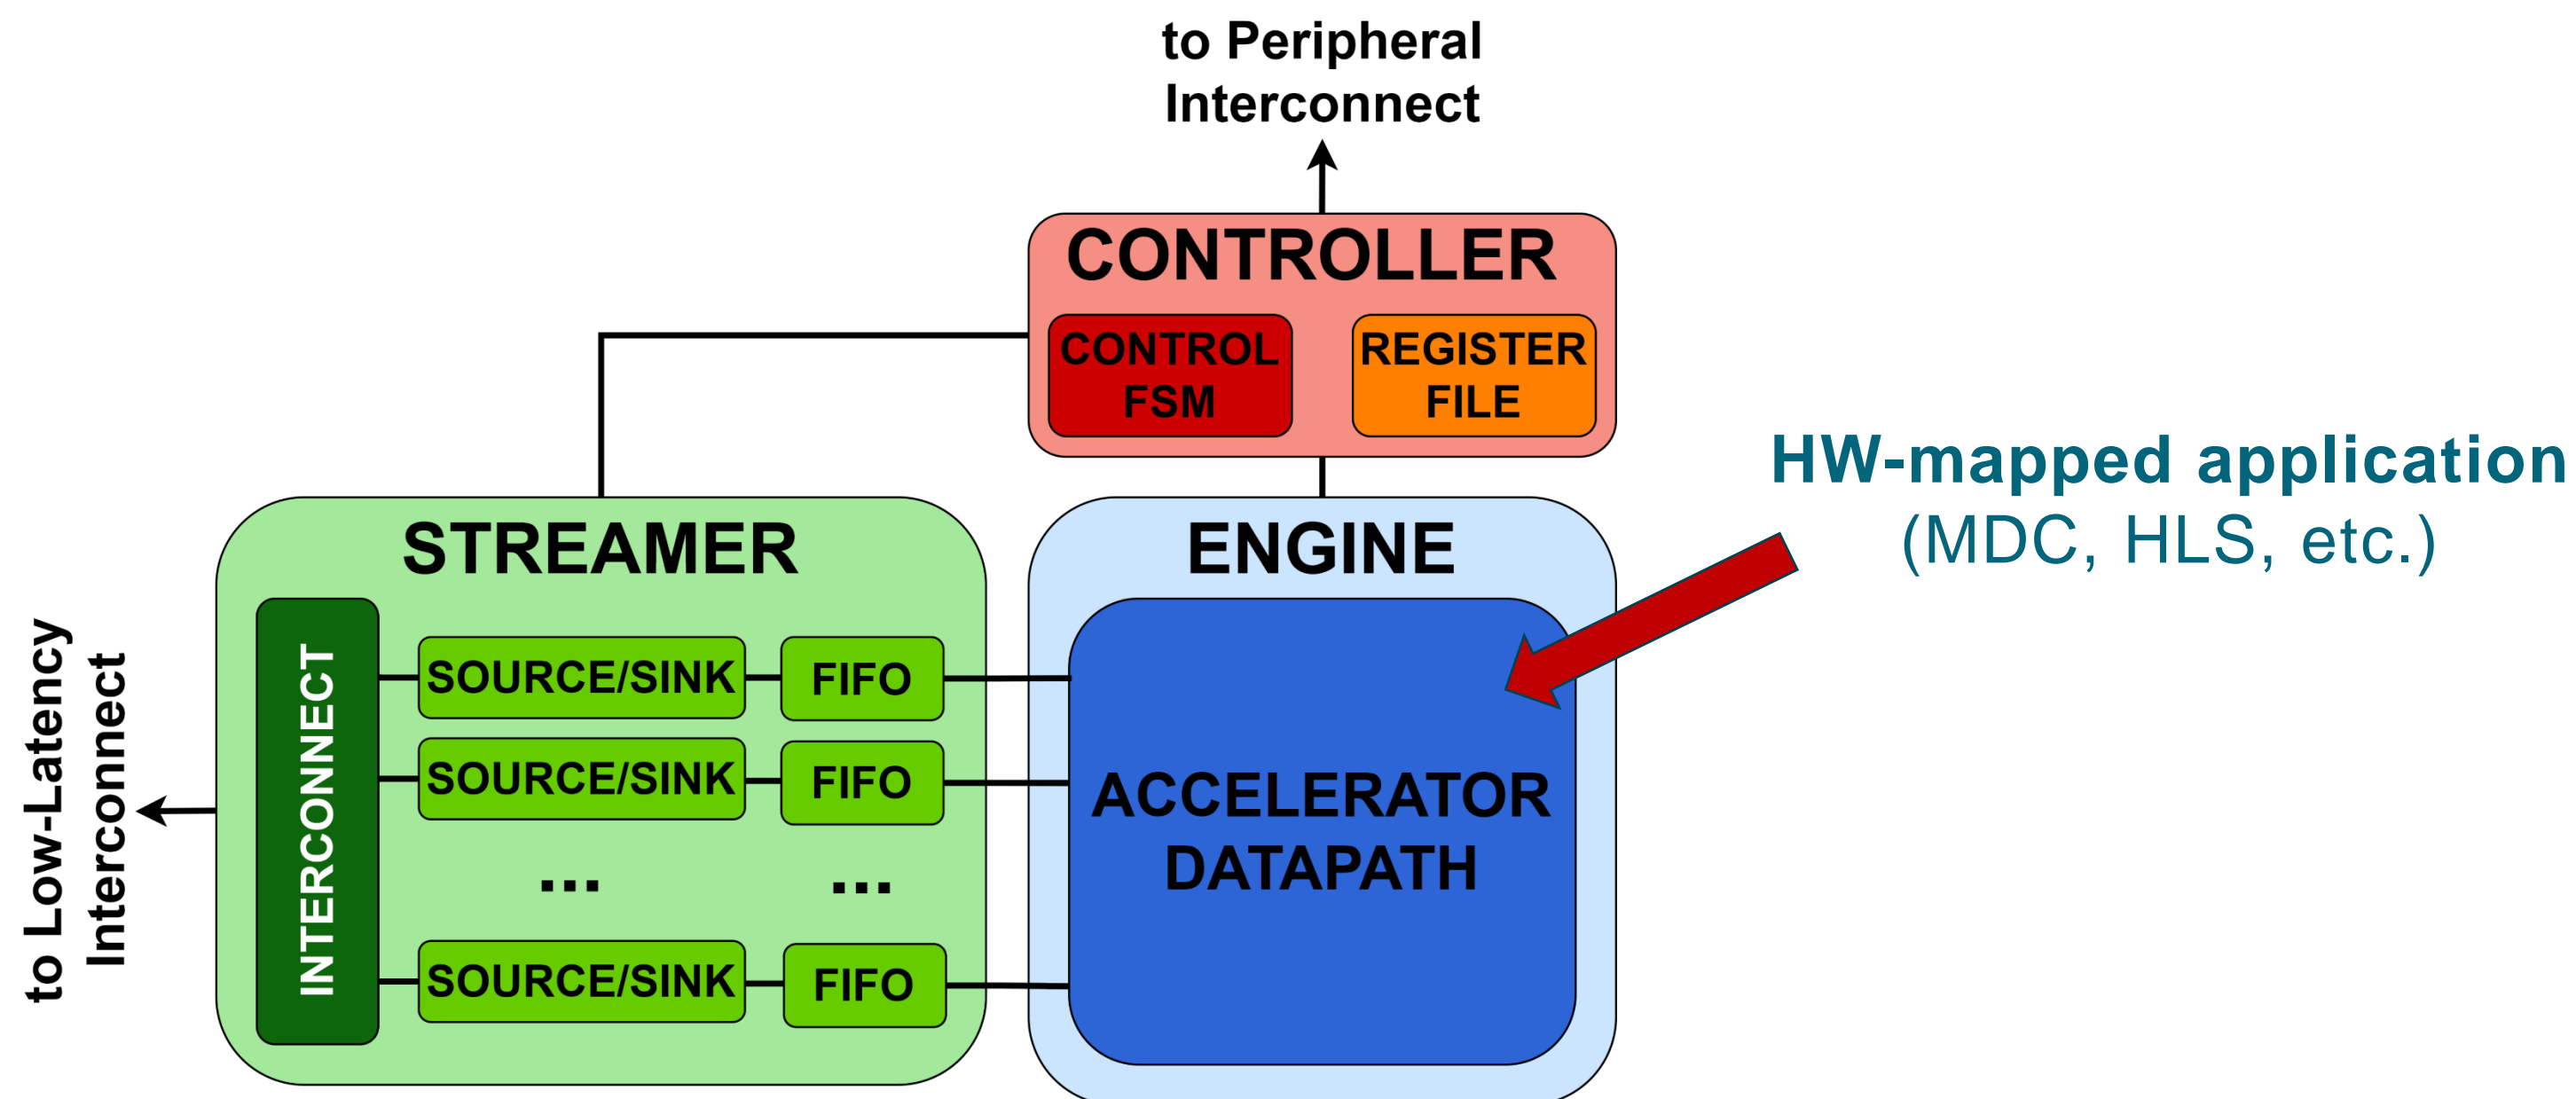 to Peripheral
Interconnect
CONTROLLER
CONTROL
FSM
REGISTER
FILE
HW-mapped application
(MDC, HLS, etc.)
STREAMER
ENGINE
to Low-Latency
Interconnect
INTERCONNECT
SOURCE/SINK
FIFO
SOURCE/SINK
FIFO
...
...
SOURCE/SINK
FIFO
ACCELERATOR
DATAPATH